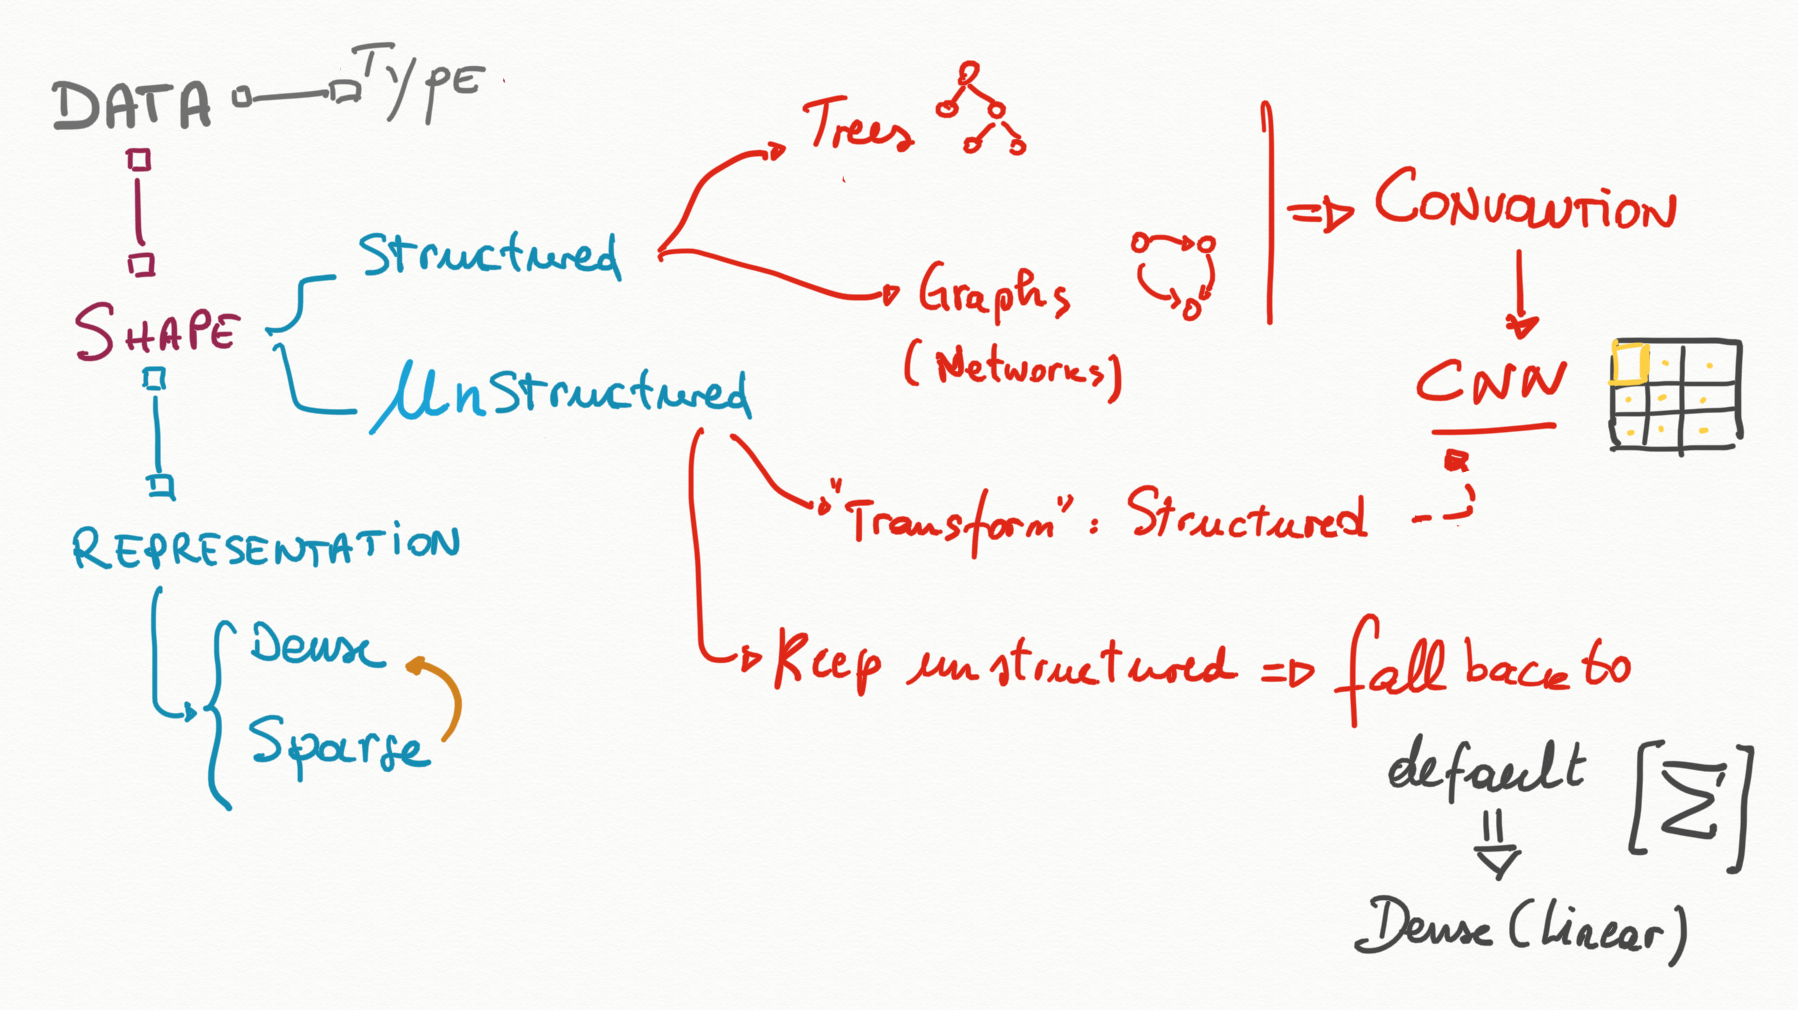 DATA
TYPE
SHAPE
REPRESENTATION
Dense
Sparse
Structured
UnStructured
Trees
Graphs
(Networks)
=> CONVOLUTION
CNN
"Transform" : Structured
Keep unstructured => fall back to
default [Σ]
Dense (Linear)